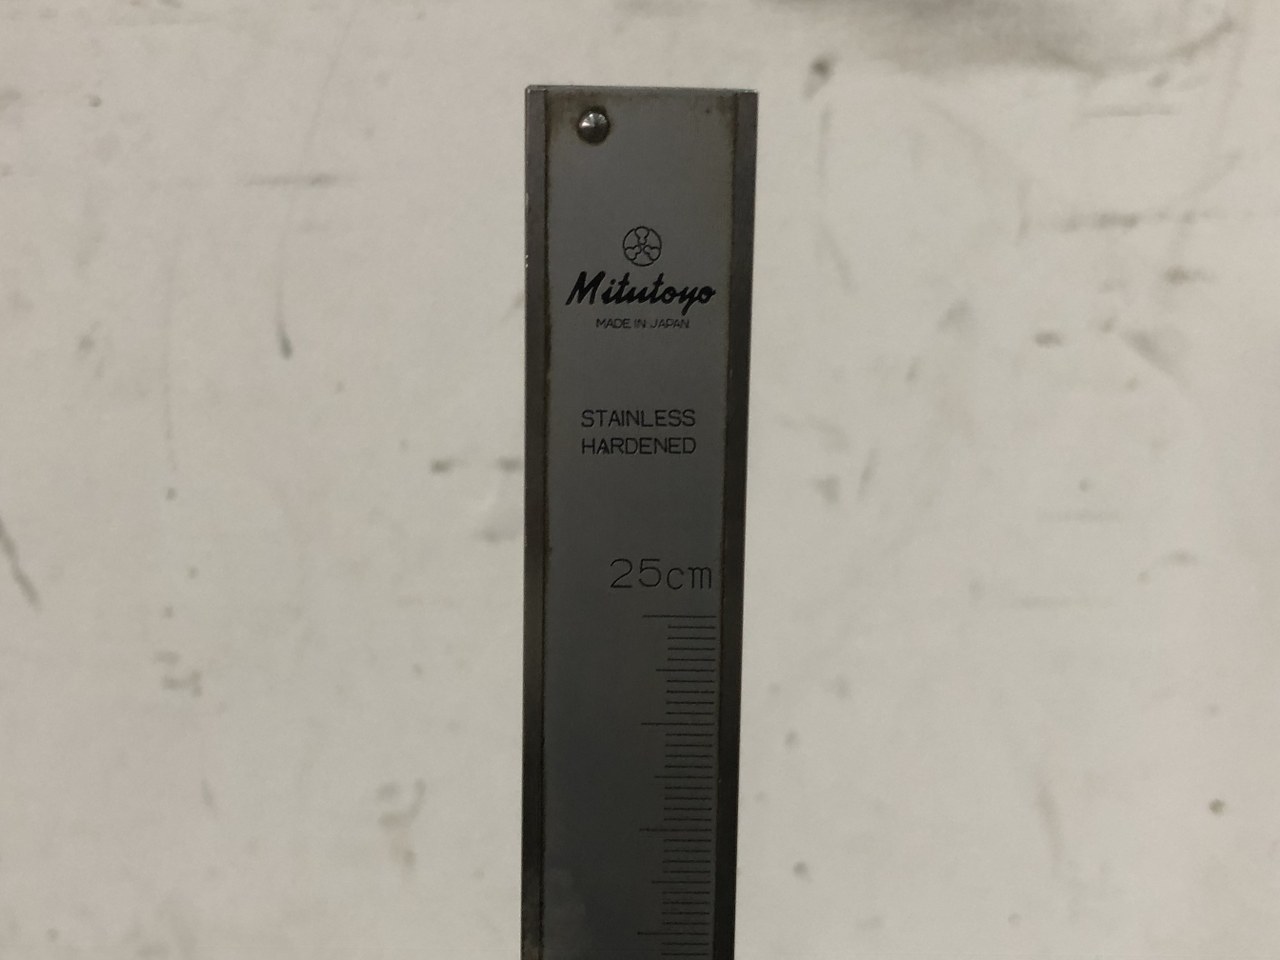 Mitutoyo
MADE IN JAPAN
STAINLESS
HARDENED
25cm